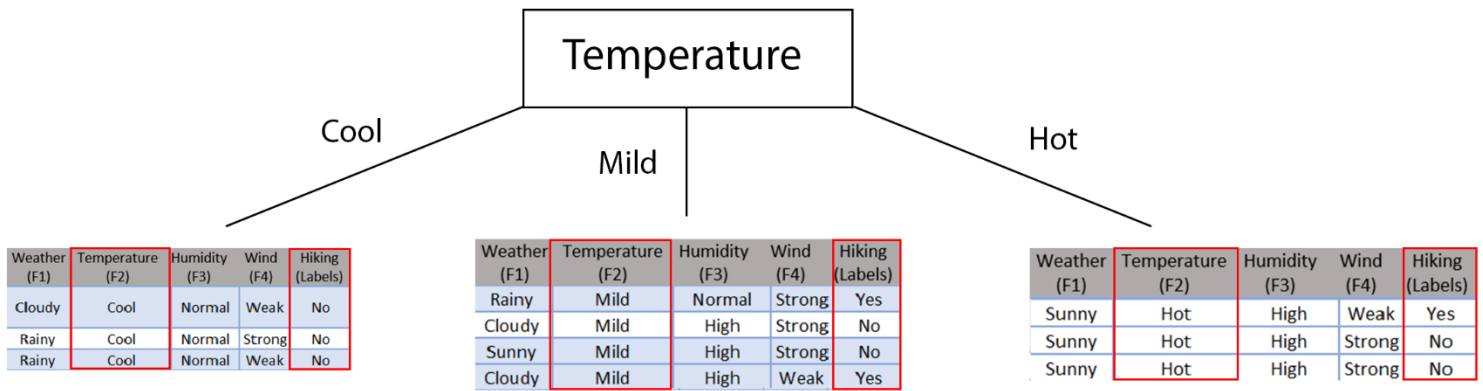 Temperature
Cool
Mild
Hot
Weather (F1) Temperature (F2) Humidity (F3) Wind (F4) Hiking (Labels)
Cloudy Cool Normal Weak No
Rainy Cool Normal Strong No
Rainy Cool Normal Weak No
Weather (F1) Temperature (F2) Humidity (F3) Wind (F4) Hiking (Labels)
Rainy Mild Normal Strong Yes
Cloudy Mild High Strong No
Sunny Mild High Strong No
Cloudy Mild High Weak Yes
Weather (F1) Temperature (F2) Humidity (F3) Wind (F4) Hiking (Labels)
Sunny Hot High Weak Yes
Sunny Hot High Strong No
Sunny Hot High Strong No